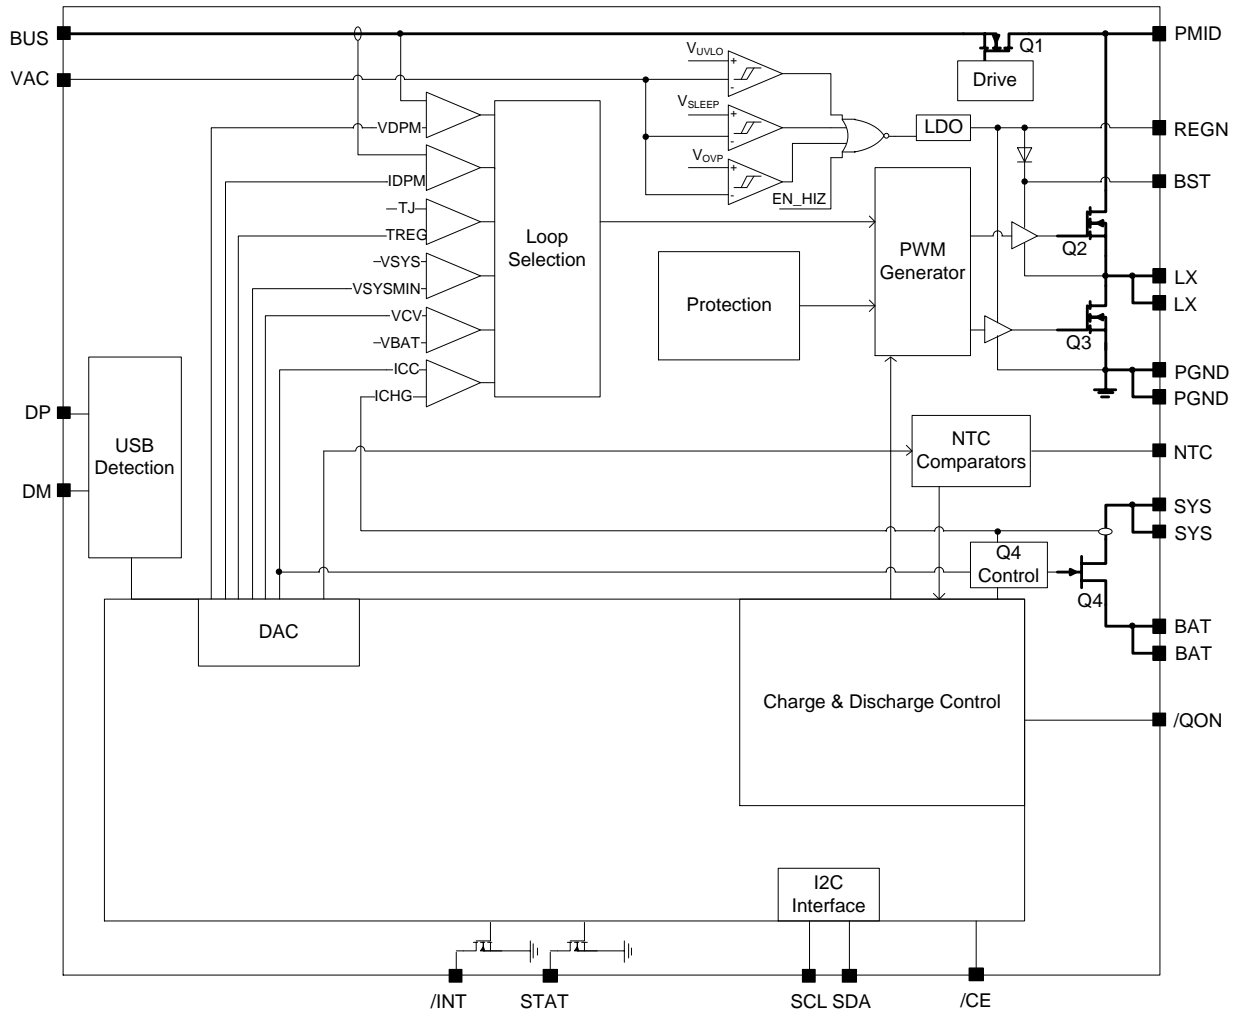 BUS
PMID
Q1
VAC
VUVLO
+
-
Drive
VSLEEP
+
-
VDPM
LDO
REGN
VOVP
+
-
IDPM
EN_HIZ
BST
TJ
TREG
Loop
Selection
PWM
Generator
Q2
VSYS
VSYSMIN
LX
LX
Protection
VCV
VBAT
Q3
ICC
ICHG
PGND
PGND
DP
USB
Detection
DM
NTC
Comparators
NTC
SYS
SYS
Q4
Control
Q4
DAC
BAT
BAT
Charge & Discharge Control
/QON
I2C
Interface
/INT
STAT
SCL SDA
/CE